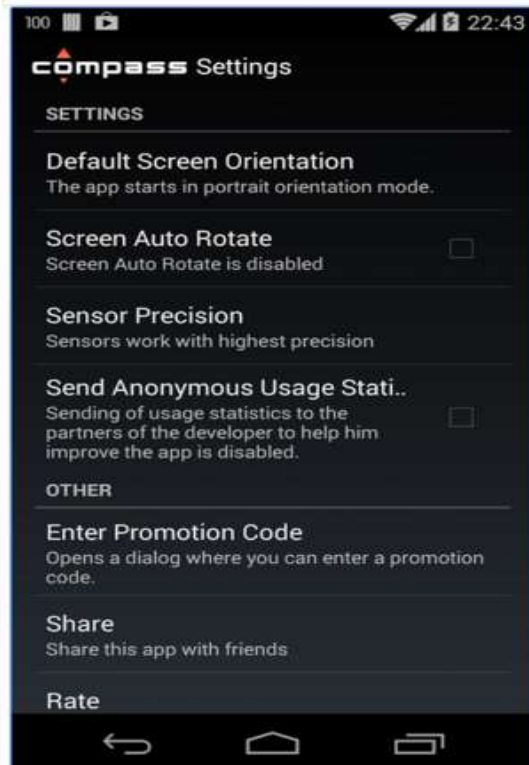 100 22:43
compass Settings
SETTINGS
Default Screen Orientation
The app starts in portrait orientation mode.
Screen Auto Rotate
Screen Auto Rotate is disabled
Sensor Precision
Sensors work with highest precision
Send Anonymous Usage Stati..
Sending of usage statistics to the
partners of the developer to help him
improve the app is disabled.
OTHER
Enter Promotion Code
Opens a dialog where you can enter a promotion
code.
Share
Share this app with friends
Rate